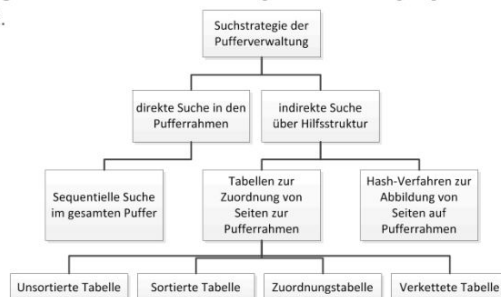 Suchstrategie der
Pufferverwaltung
direkte Suche in den
Pufferrahmen
indirekte Suche
über Hilfsstruktur
Sequentielle Suche
im gesamten Puffer
Tabellen zur
Zuordnung von
Seiten zur
Pufferrahmen
Hash-Verfahren zur
Abbildung von
Seiten auf
Pufferrahmen
Unsortierte Tabelle
Sortierte Tabelle
Zuordnungstabelle
Verkettete Tabelle